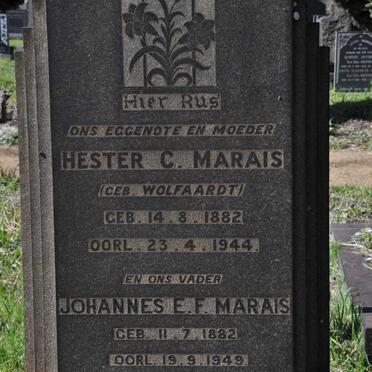 Hier Rus
ONS EGGENOTE EN MOEDER
HESTER C. MARAIS
(GEB. WOLFAARDT)
GEB. 14.8.1882
OORL. 23.4.1944.
EN ONS VADER
JOHANNES E.F. MARAIS
GEB. 11.7.1882
OORL. 19.9.1949.